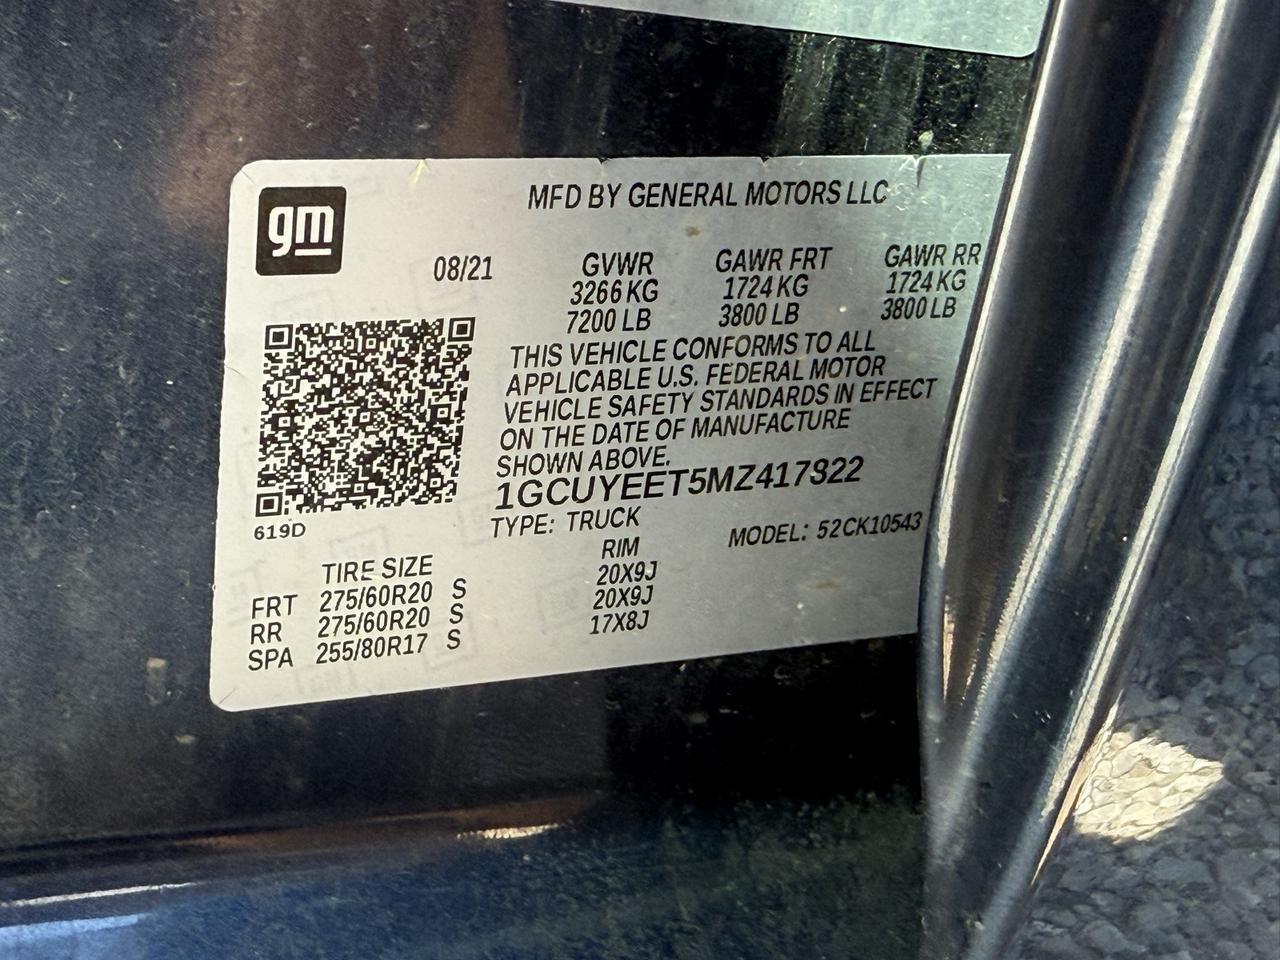 gm
MFD BY GENERAL MOTORS LLC
08/21 GVWR GAWR FRT GAWR RR
3266 KG 1724 KG 1724 KG
7200 LB 3800 LB 3800 LB
THIS VEHICLE CONFORMS TO ALL
APPLICABLE U.S. FEDERAL MOTOR
VEHICLE SAFETY STANDARDS IN EFFECT
ON THE DATE OF MANUFACTURE
SHOWN ABOVE.
1GCUYEET5MZ417822
619D
TYPE: TRUCK MODEL: 52CK10543
TIRE SIZE RIM
FRT 275/60R20 S 20X9J
RR 275/60R20 S 20X9J
SPA 255/80R17 S 17X8J